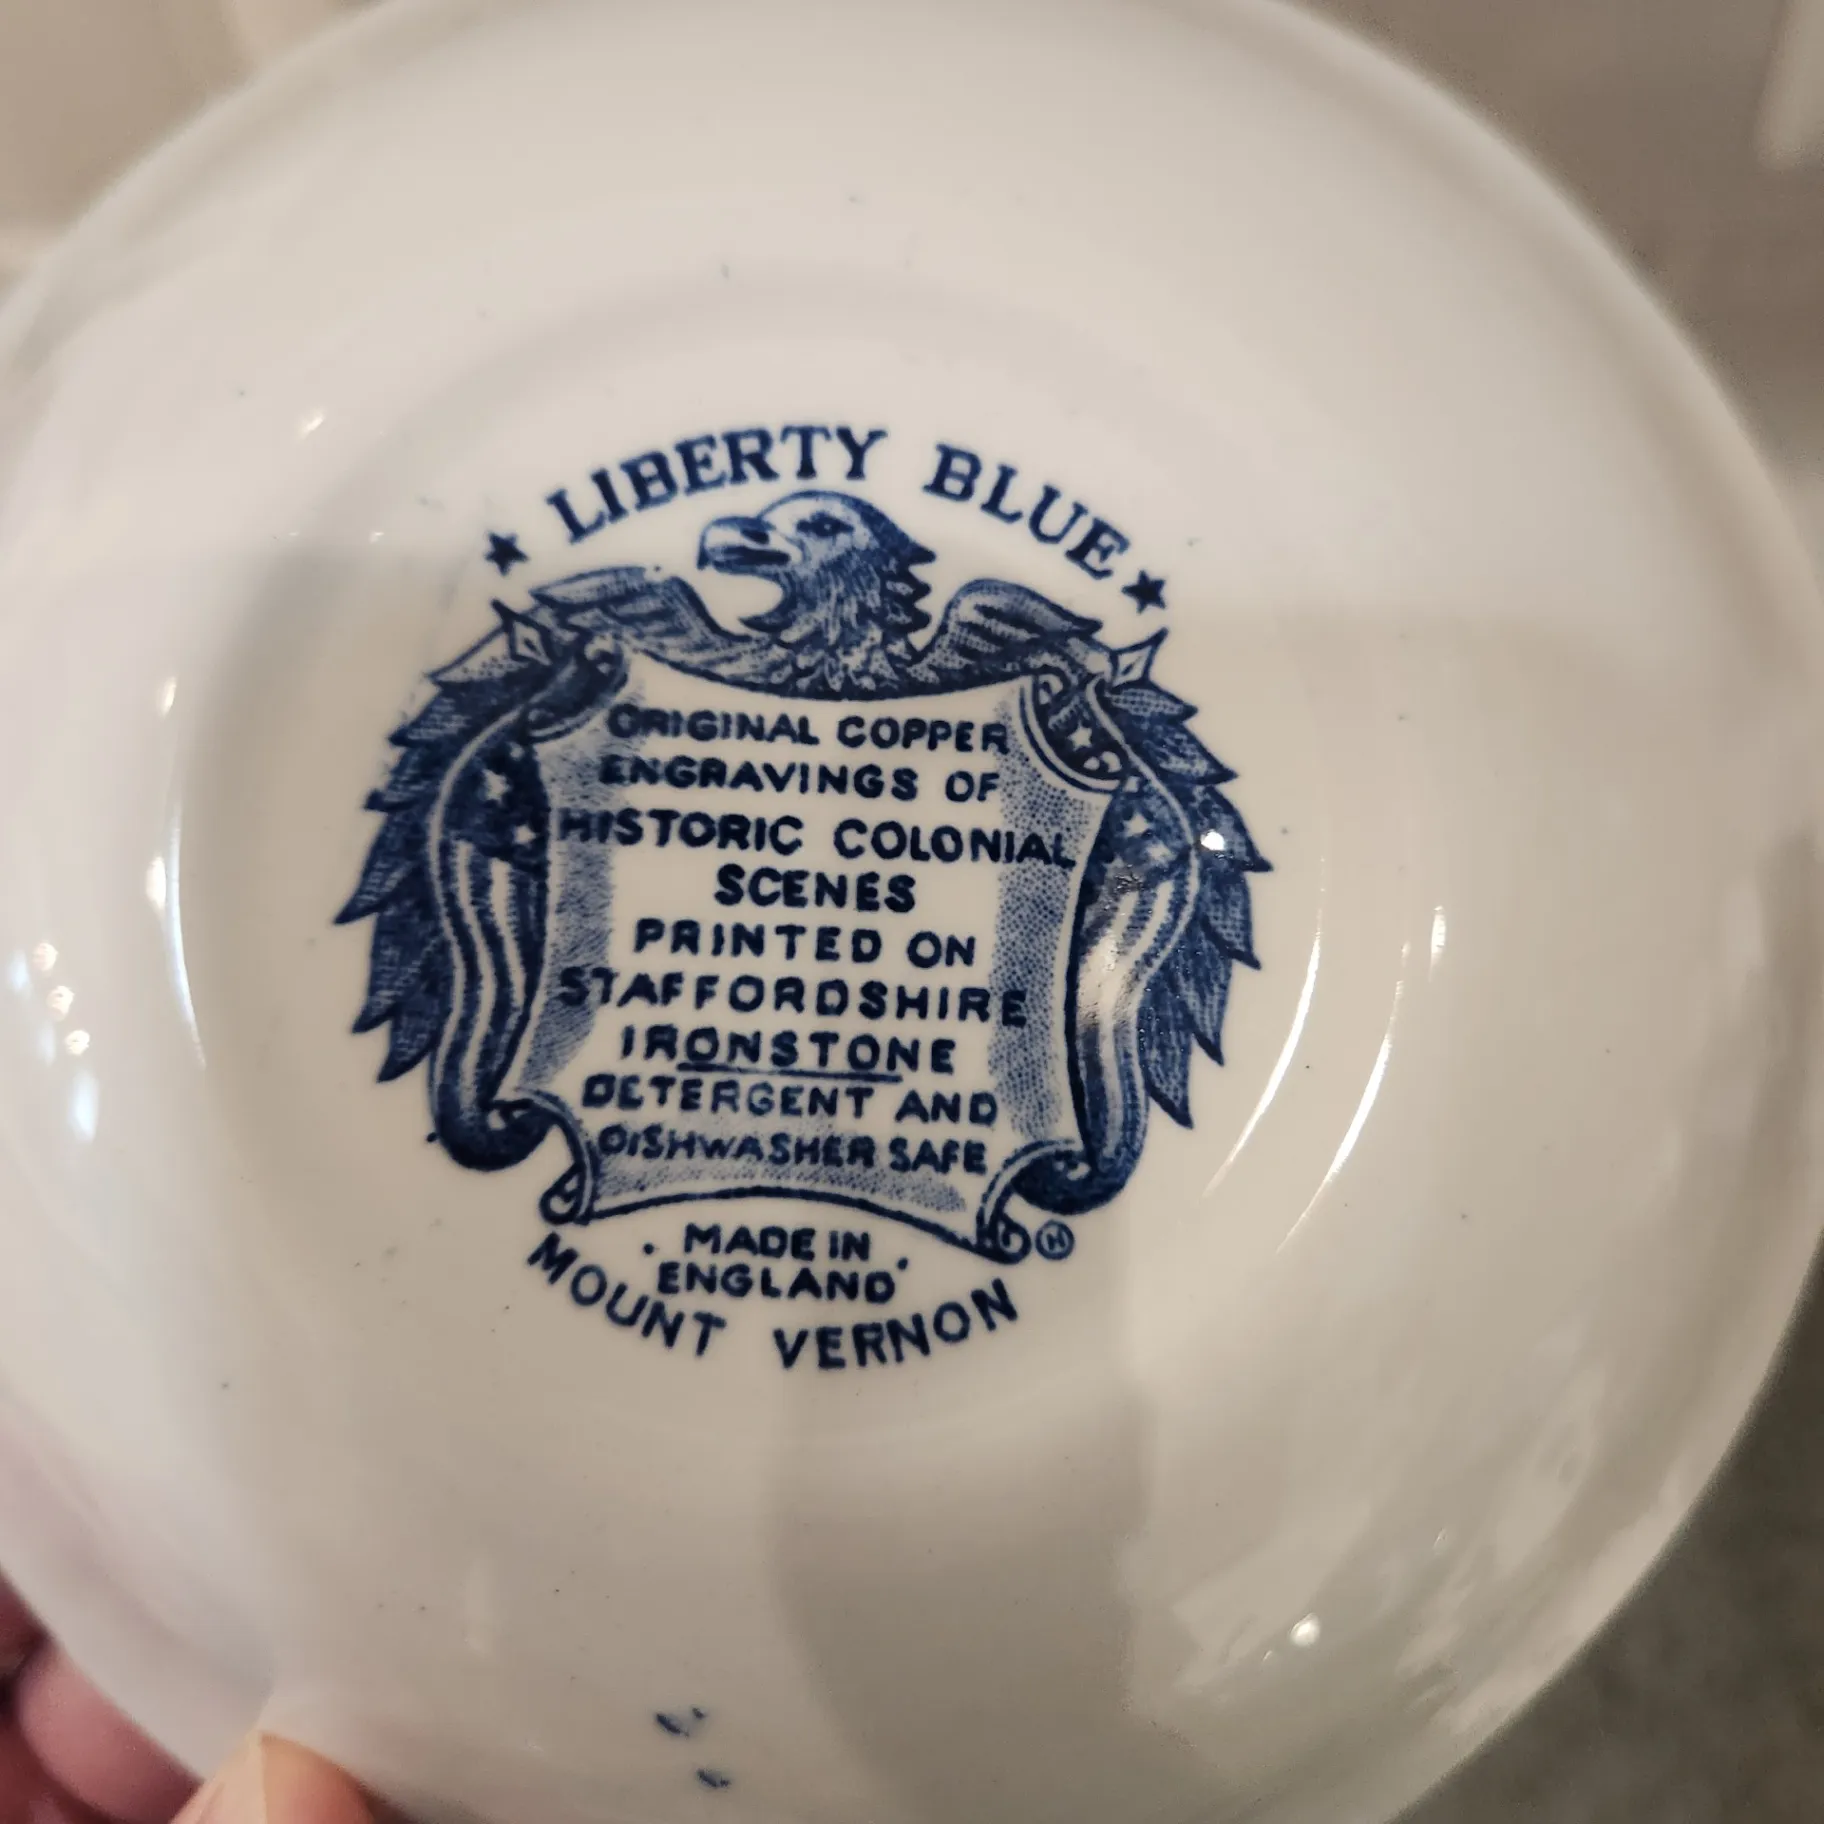 ★ LIBERTY BLUE ★
ORIGINAL COPPER
ENGRAVINGS OF
HISTORIC COLONIAL
SCENES
PRINTED ON
STAFFORDSHIRE
IRONSTONE
DETERGENT AND
DISHWASHER SAFE
. MADE IN .
ENGLAND
MOUNT VERNON